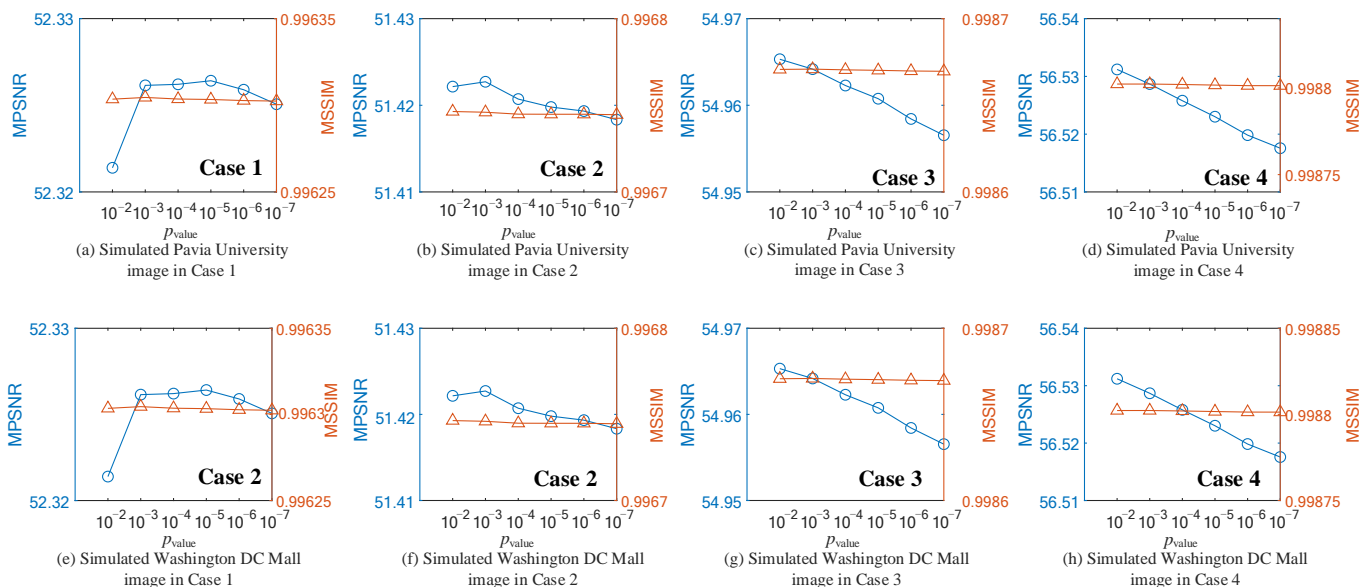 52.33
0.99635
51.43
0.9968
54.97
0.9987
56.54
MPSNR
MSSIM
MPSNR
51.42
MSSIM
MPSNR
54.96
MSSIM
MPSNR
56.53
0.9988
MSSIM
56.52
Case 1
Case 2
Case 3
Case 4
0.99875
52.32
0.99625
51.41
0.9967
54.95
0.9986
56.51
10⁻² 10⁻³ 10⁻⁴ 10⁻⁵ 10⁻⁶ 10⁻⁷
10⁻² 10⁻³ 10⁻⁴ 10⁻⁵ 10⁻⁶ 10⁻⁷
10⁻² 10⁻³ 10⁻⁴ 10⁻⁵ 10⁻⁶ 10⁻⁷
10⁻² 10⁻³ 10⁻⁴ 10⁻⁵ 10⁻⁶ 10⁻⁷
pvalue
pvalue
pvalue
pvalue
(a) Simulated Pavia University
image in Case 1
(b) Simulated Pavia University
image in Case 2
(c) Simulated Pavia University
image in Case 3
(d) Simulated Pavia University
image in Case 4
52.33
0.99635
51.43
0.9968
54.97
0.9987
56.54
0.99885
MPSNR
0.9963
MSSIM
MPSNR
51.42
MSSIM
MPSNR
54.96
MSSIM
MPSNR
56.53
0.9988
MSSIM
56.52
Case 2
Case 2
Case 3
Case 4
52.32
0.99625
51.41
0.9967
54.95
0.9986
56.51
0.99875
10⁻² 10⁻³ 10⁻⁴ 10⁻⁵ 10⁻⁶ 10⁻⁷
10⁻² 10⁻³ 10⁻⁴ 10⁻⁵ 10⁻⁶ 10⁻⁷
10⁻² 10⁻³ 10⁻⁴ 10⁻⁵ 10⁻⁶ 10⁻⁷
10⁻² 10⁻³ 10⁻⁴ 10⁻⁵ 10⁻⁶ 10⁻⁷
pvalue
pvalue
pvalue
pvalue
(e) Simulated Washington DC Mall
image in Case 1
(f) Simulated Washington DC Mall
image in Case 2
(g) Simulated Washington DC Mall
image in Case 3
(h) Simulated Washington DC Mall
image in Case 4